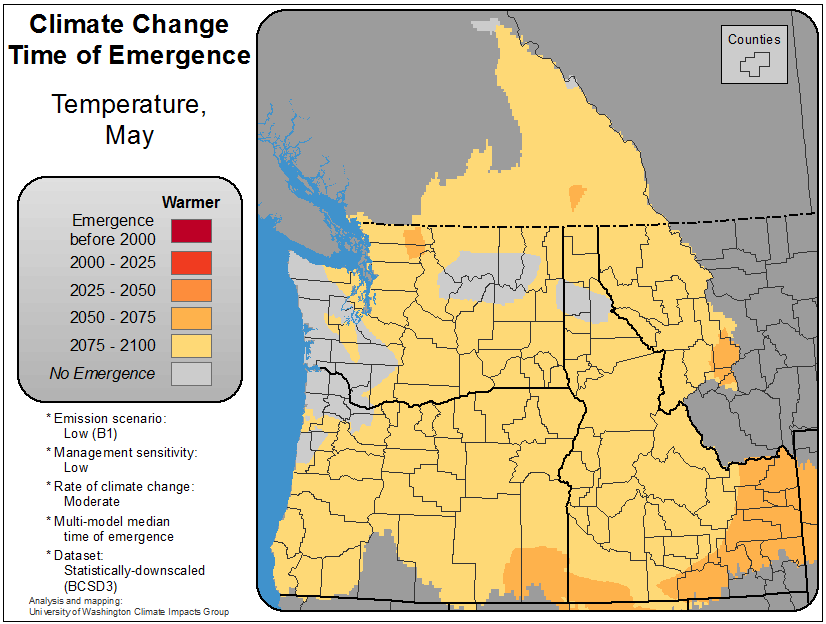 Climate Change
Time of Emergence
Temperature,
May
Warmer
Emergence
before 2000
2000 - 2025
2025 - 2050
2050 - 2075
2075 - 2100
No Emergence
* Emission scenario:
Low (B1)
* Management sensitivity:
Low
* Rate of climate change:
Moderate
* Multi-model median
time of emergence
* Dataset:
Statistically-downscaled
(BCSD3)
Analysis and mapping:
University of Washington Climate Impacts Group
Counties